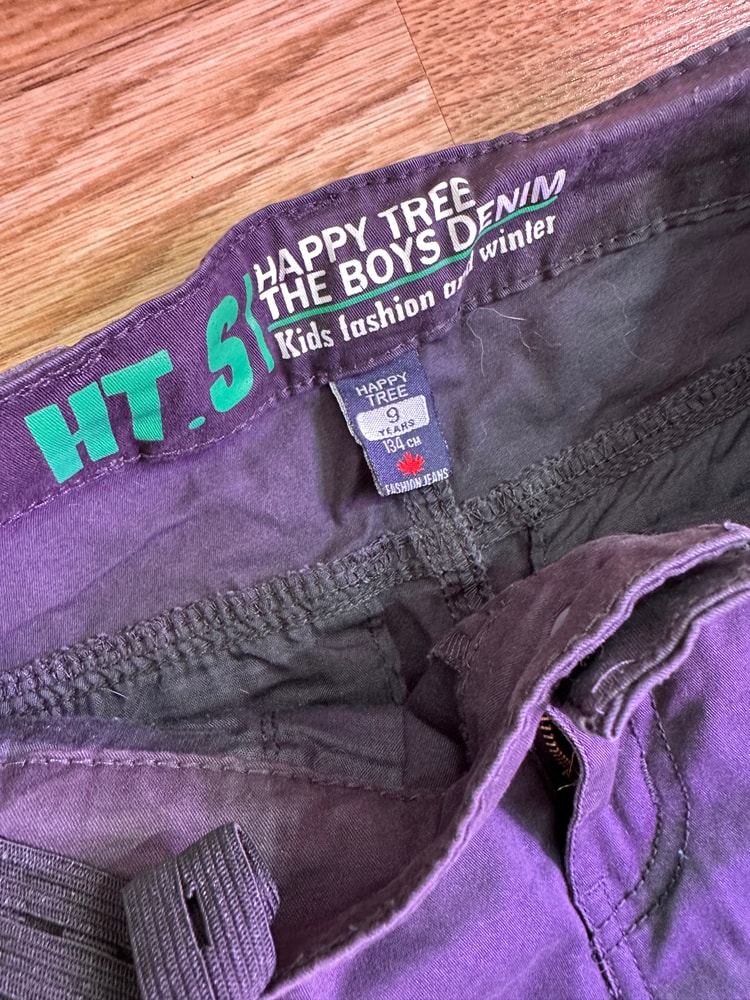 HT.S
HAPPY TREE
THE BOYS DENIM
Kids fashion and winter
HAPPY
TREE
9
YEARS
134 CM
FASHION JEANS